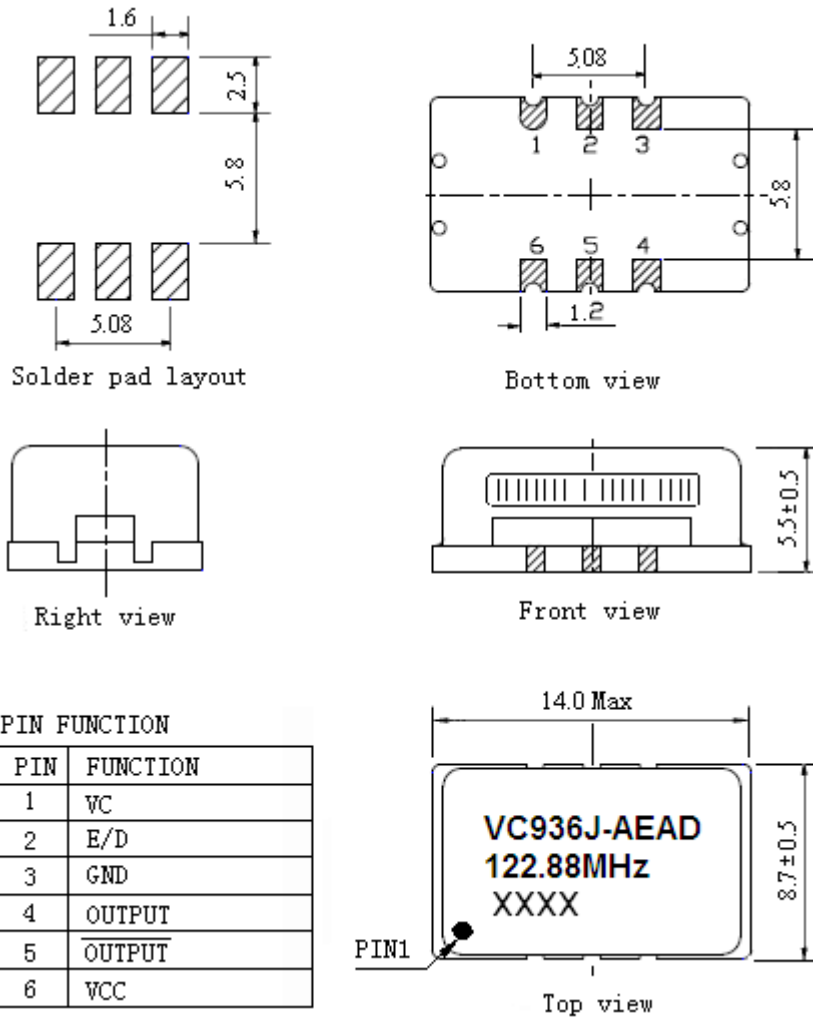 1.6
2.5
5.8
5.08
Solder pad layout
5.08
1 2 3
5.8
6 5 4
1.2
Bottom view
Right view
5.5±0.5
Front view
PIN FUNCTION
PIN FUNCTION
1 VC
2 E/D
3 GND
4 OUTPUT
5 O̅U̅T̅P̅U̅T̅
6 VCC
14.0 Max
VC936J-AEAD
122.88MHz
XXXX
8.7±0.5
PIN1
Top view